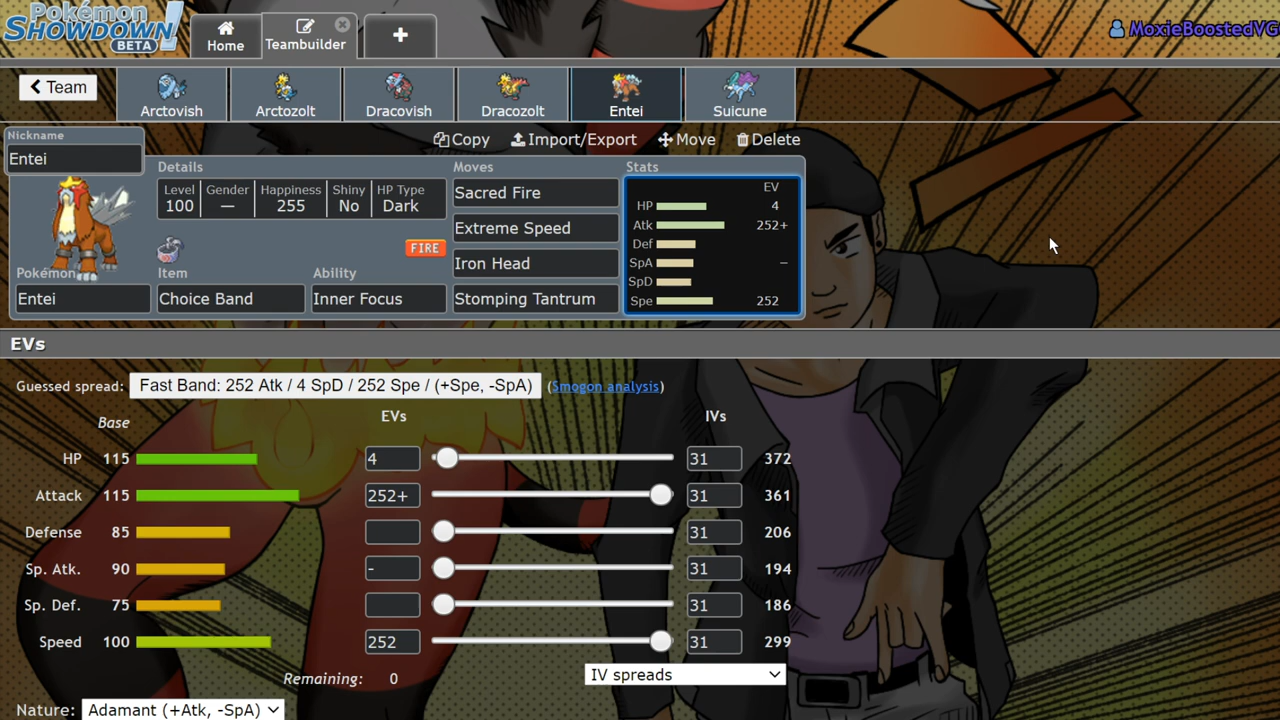 Pokémon
SHOWDOWN!
BETA
Home
Teambuilder
+
MoxieBoostedVG
Team
Arctovish
Arctozolt
Dracovish
Dracozolt
Entei
Suicune
Nickname
Entei
Copy
Import/Export
Move
Delete
Details
Level Gender Happiness Shiny HP Type
100 — 255 No Dark
FIRE
Pokémon
Entei
Item
Choice Band
Ability
Inner Focus
Moves
Sacred Fire
Extreme Speed
Iron Head
Stomping Tantrum
Stats
EV
HP 4
Atk 252+
Def
SpA –
SpD
Spe 252
EVs
Guessed spread: Fast Band: 252 Atk / 4 SpD / 252 Spe / (+Spe, -SpA) (Smogon analysis)
Base EVs IVs
HP 115 4 31 372
Attack 115 252+ 31 361
Defense 85 31 206
Sp. Atk. 90 - 31 194
Sp. Def. 75 31 186
Speed 100 252 31 299
Remaining: 0
IV spreads
Nature: Adamant (+Atk, -SpA)